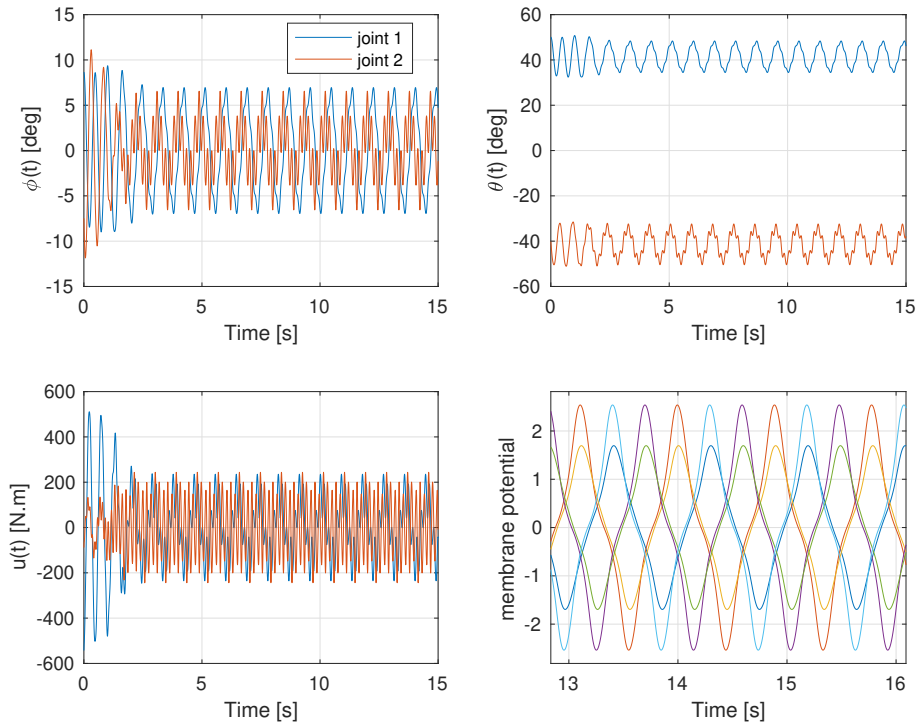 15
10
5
0
-5
-10
-15
ϕ(t) [deg]
0 5 10 15
Time [s]
joint 1
joint 2
60
40
20
0
-20
-40
-60
θ(t) [deg]
0 5 10 15
Time [s]
600
400
200
0
-200
-400
-600
u(t) [N.m]
0 5 10 15
Time [s]
2
1
0
-1
-2
membrane potential
13 14 15 16
Time [s]